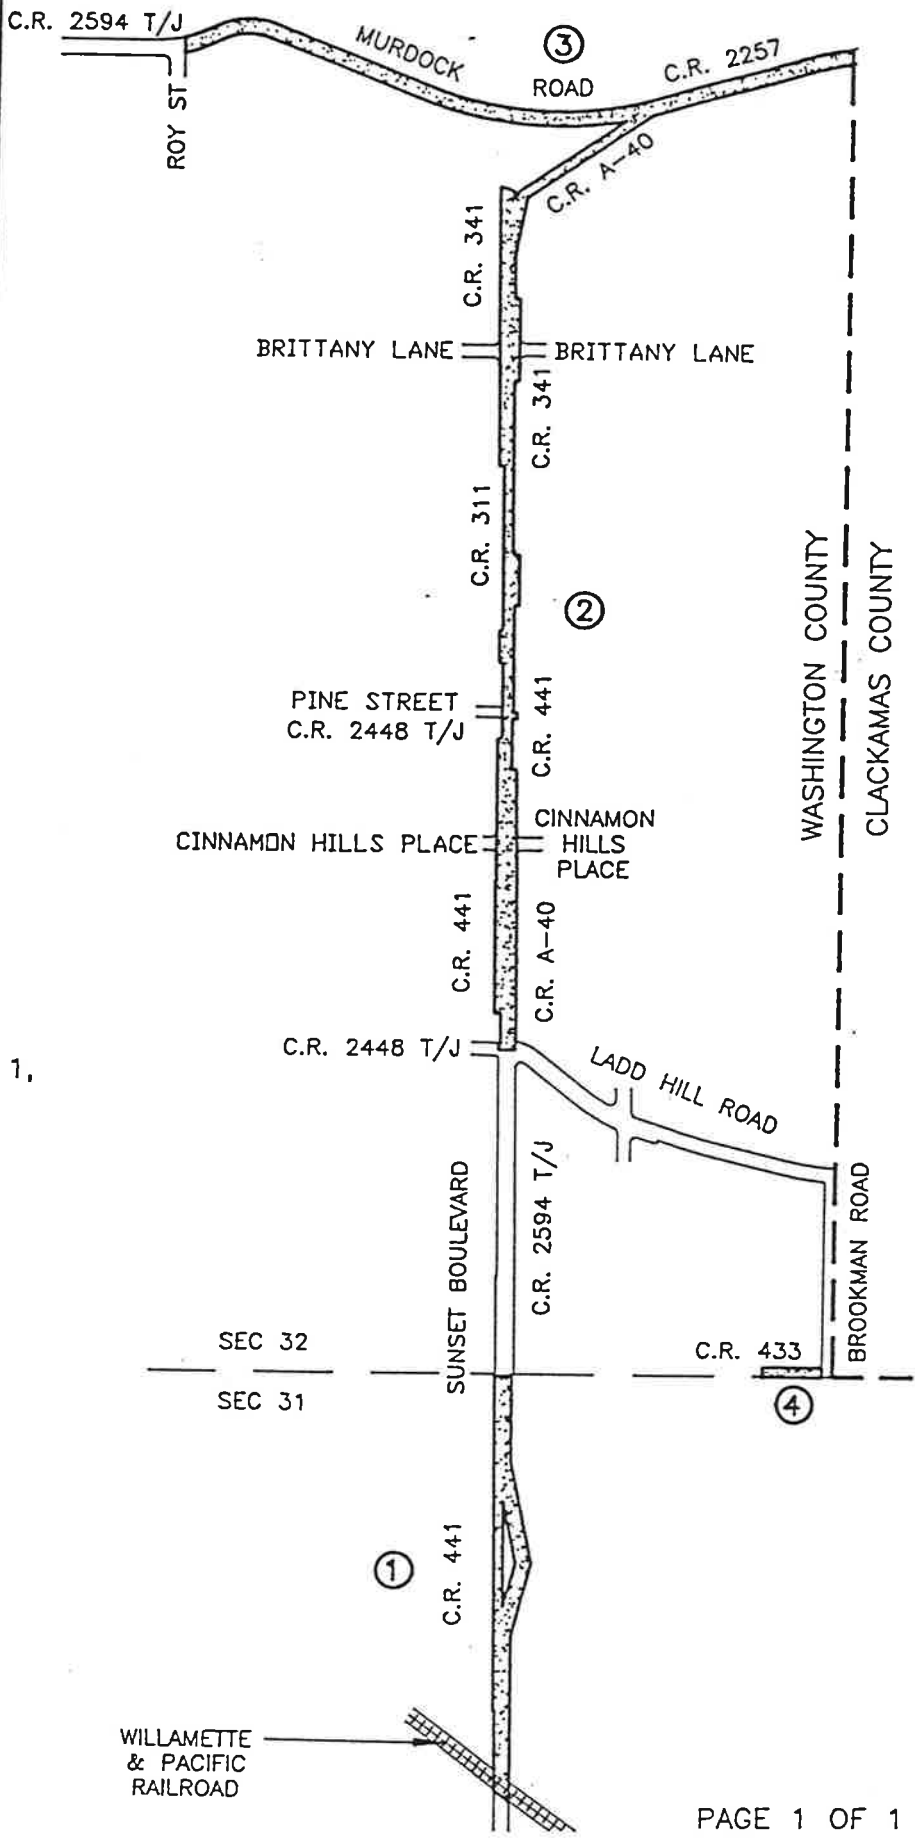 C.R. 2594 T/J
MURDOCK
3
ROAD
C.R. 2257
ROY ST
C.R. A-40
C.R. 341
BRITTANY LANE
BRITTANY LANE
C.R. 341
C.R. 311
2
WASHINGTON COUNTY
CLACKAMAS COUNTY
PINE STREET
C.R. 2448 T/J
C.R. 441
CINNAMON HILLS PLACE
CINNAMON
HILLS
PLACE
C.R. 441
C.R. A-40
C.R. 2448 T/J
LADD HILL ROAD
1,
SUNSET BOULEVARD
C.R. 2594 T/J
BROOKMAN ROAD
SEC 32
C.R. 433
SEC 31
4
1
C.R. 441
WILLAMETTE
& PACIFIC
RAILROAD
PAGE 1 OF 1